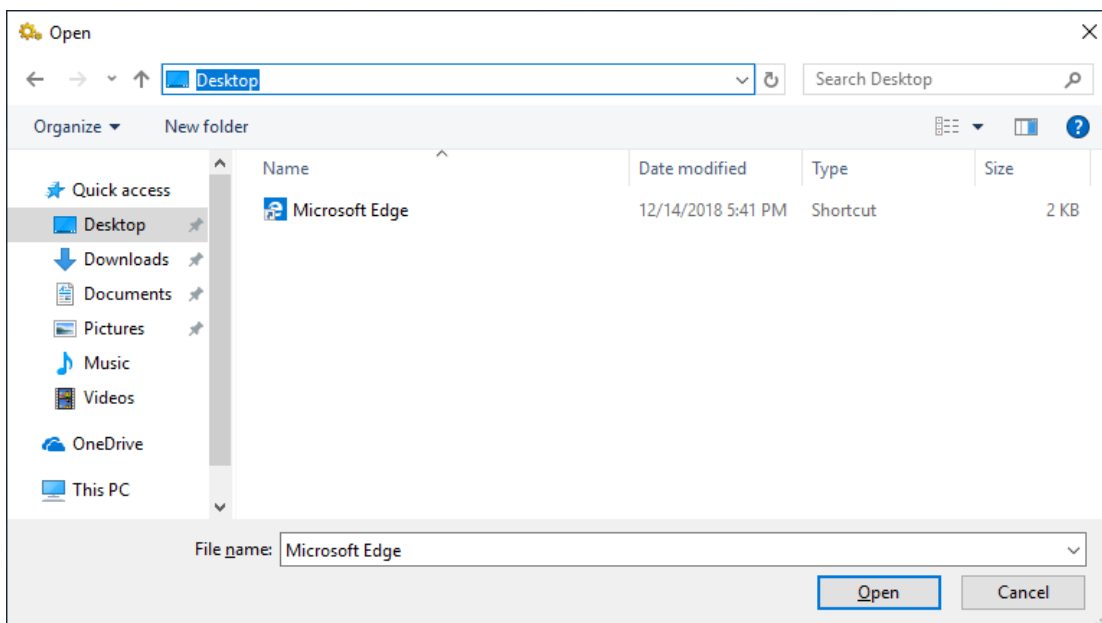 Open
Desktop
Search Desktop
Organize
New folder
Name
Date modified
Type
Size
Quick access
Desktop
Downloads
Documents
Pictures
Music
Videos
OneDrive
This PC
Microsoft Edge
12/14/2018 5:41 PM
Shortcut
2 KB
File name:
Microsoft Edge
Open
Cancel